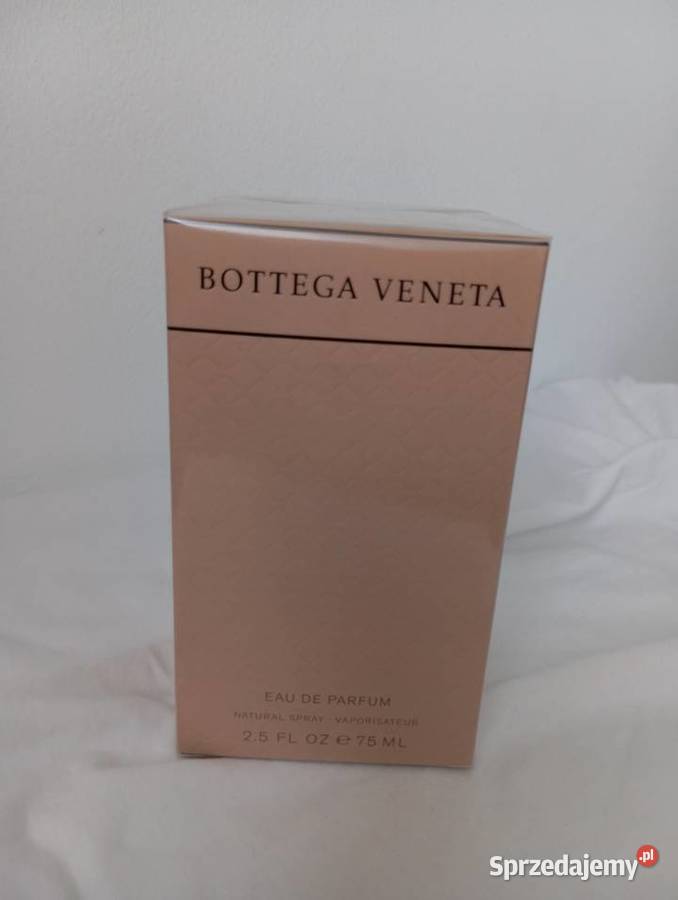 BOTTEGA VENETA
EAU DE PARFUM
NATURAL SPRAY - VAPORISATEUR
2.5 FL OZ ℮ 75 ML
Sprzedajemy.pl